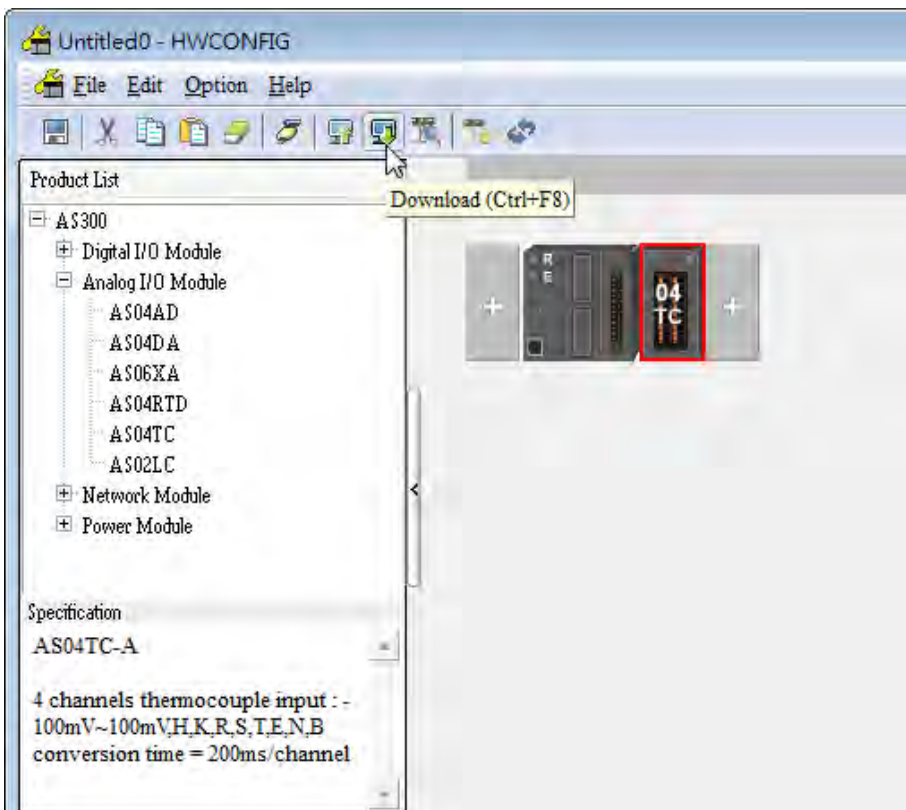 Untitled0 - HWCONFIG
File Edit Option Help
Product List
Download (Ctrl+F8)
AS300
Digital I/O Module
Analog I/O Module
AS04AD
AS04DA
AS06XA
AS04RTD
AS04TC
AS02LC
Network Module
Power Module
R
E
04
TC
Specification
AS04TC-A
4 channels thermocouple input : -
100mV~100mV,H,K,R,S,T,E,N,B
conversion time = 200ms/channel